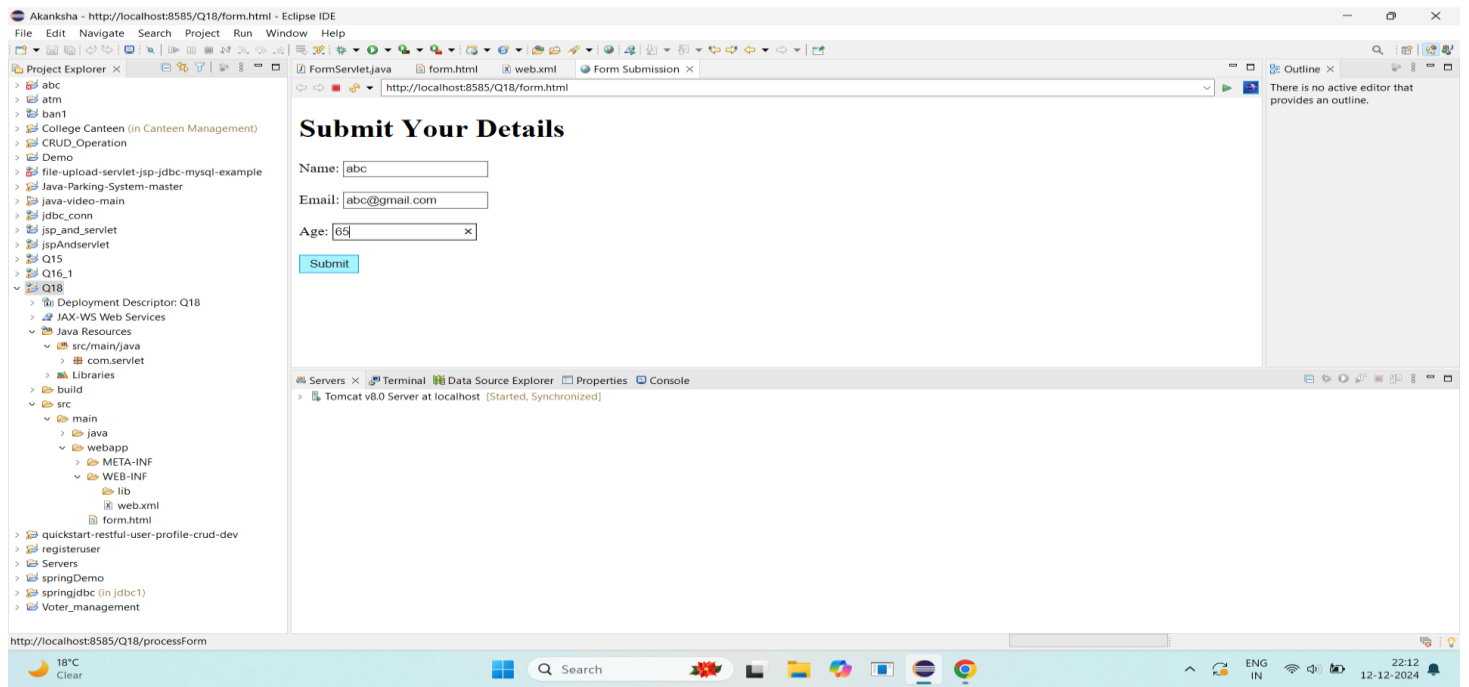 Akanksha - http://localhost:8585/Q18/form.html - Eclipse IDE
File Edit Navigate Search Project Run Window Help
Project Explorer
abc
atm
ban1
College Canteen (in Canteen Management)
CRUD_Operation
Demo
file-upload-servlet-jsp-jdbc-mysql-example
Java-Parking-System-master
java-video-main
jdbc_conn
jsp_and_servlet
jspAndservlet
Q15
Q16_1
Q18
Deployment Descriptor: Q18
JAX-WS Web Services
Java Resources
src/main/java
com.servlet
Libraries
build
src
main
java
webapp
META-INF
WEB-INF
lib
web.xml
form.html
quickstart-restful-user-profile-crud-dev
registeruser
Servers
springDemo
springjdbc (in jdbc1)
Voter_management
FormServlet.java form.html web.xml Form Submission
http://localhost:8585/Q18/form.html
Submit Your Details
Name: abc
Email: abc@gmail.com
Age: 65
Submit
Outline
There is no active editor that
provides an outline.
Servers Terminal Data Source Explorer Properties Console
Tomcat v8.0 Server at localhost [Started, Synchronized]
http://localhost:8585/Q18/processForm
18°C
Clear
Search
ENG
IN
22:12
12-12-2024